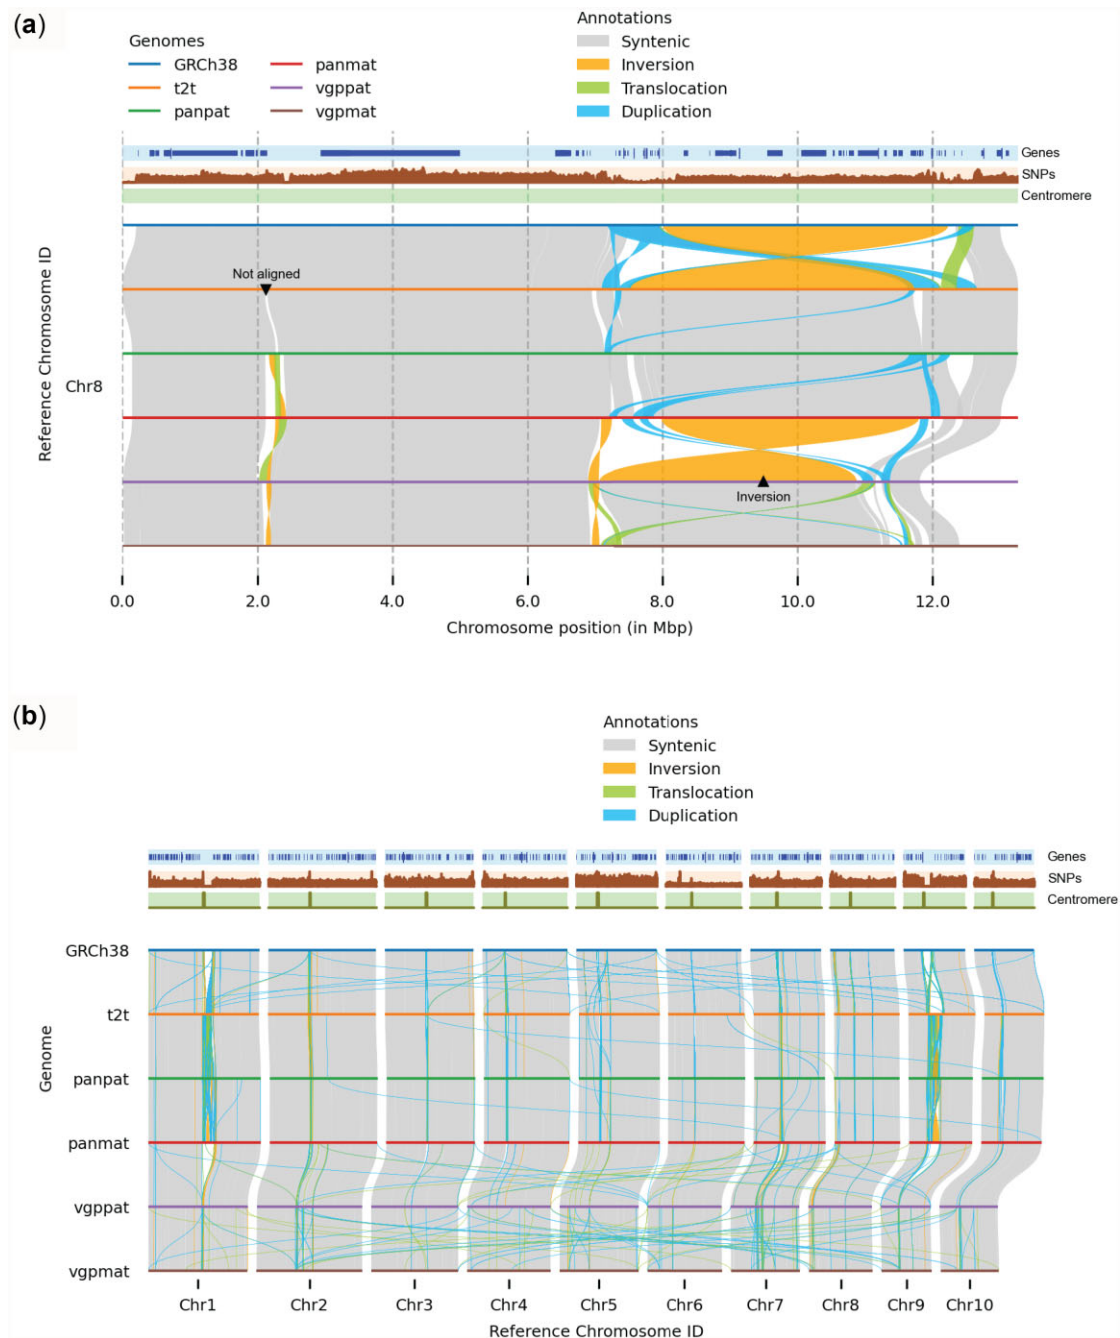 (a)
Genomes
GRCh38
t2t
panpat
panmat
vgppat
vgpmat
Annotations
Syntenic
Inversion
Translocation
Duplication
Genes
SNPs
Centromere
Reference Chromosome ID
Chr8
Not aligned
Inversion
0.0 2.0 4.0 6.0 8.0 10.0 12.0
Chromosome position (in Mbp)
(b)
Annotations
Syntenic
Inversion
Translocation
Duplication
Genes
SNPs
Centromere
Genome
GRCh38
t2t
panpat
panmat
vgppat
vgpmat
Chr1 Chr2 Chr3 Chr4 Chr5 Chr6 Chr7 Chr8 Chr9 Chr10
Reference Chromosome ID